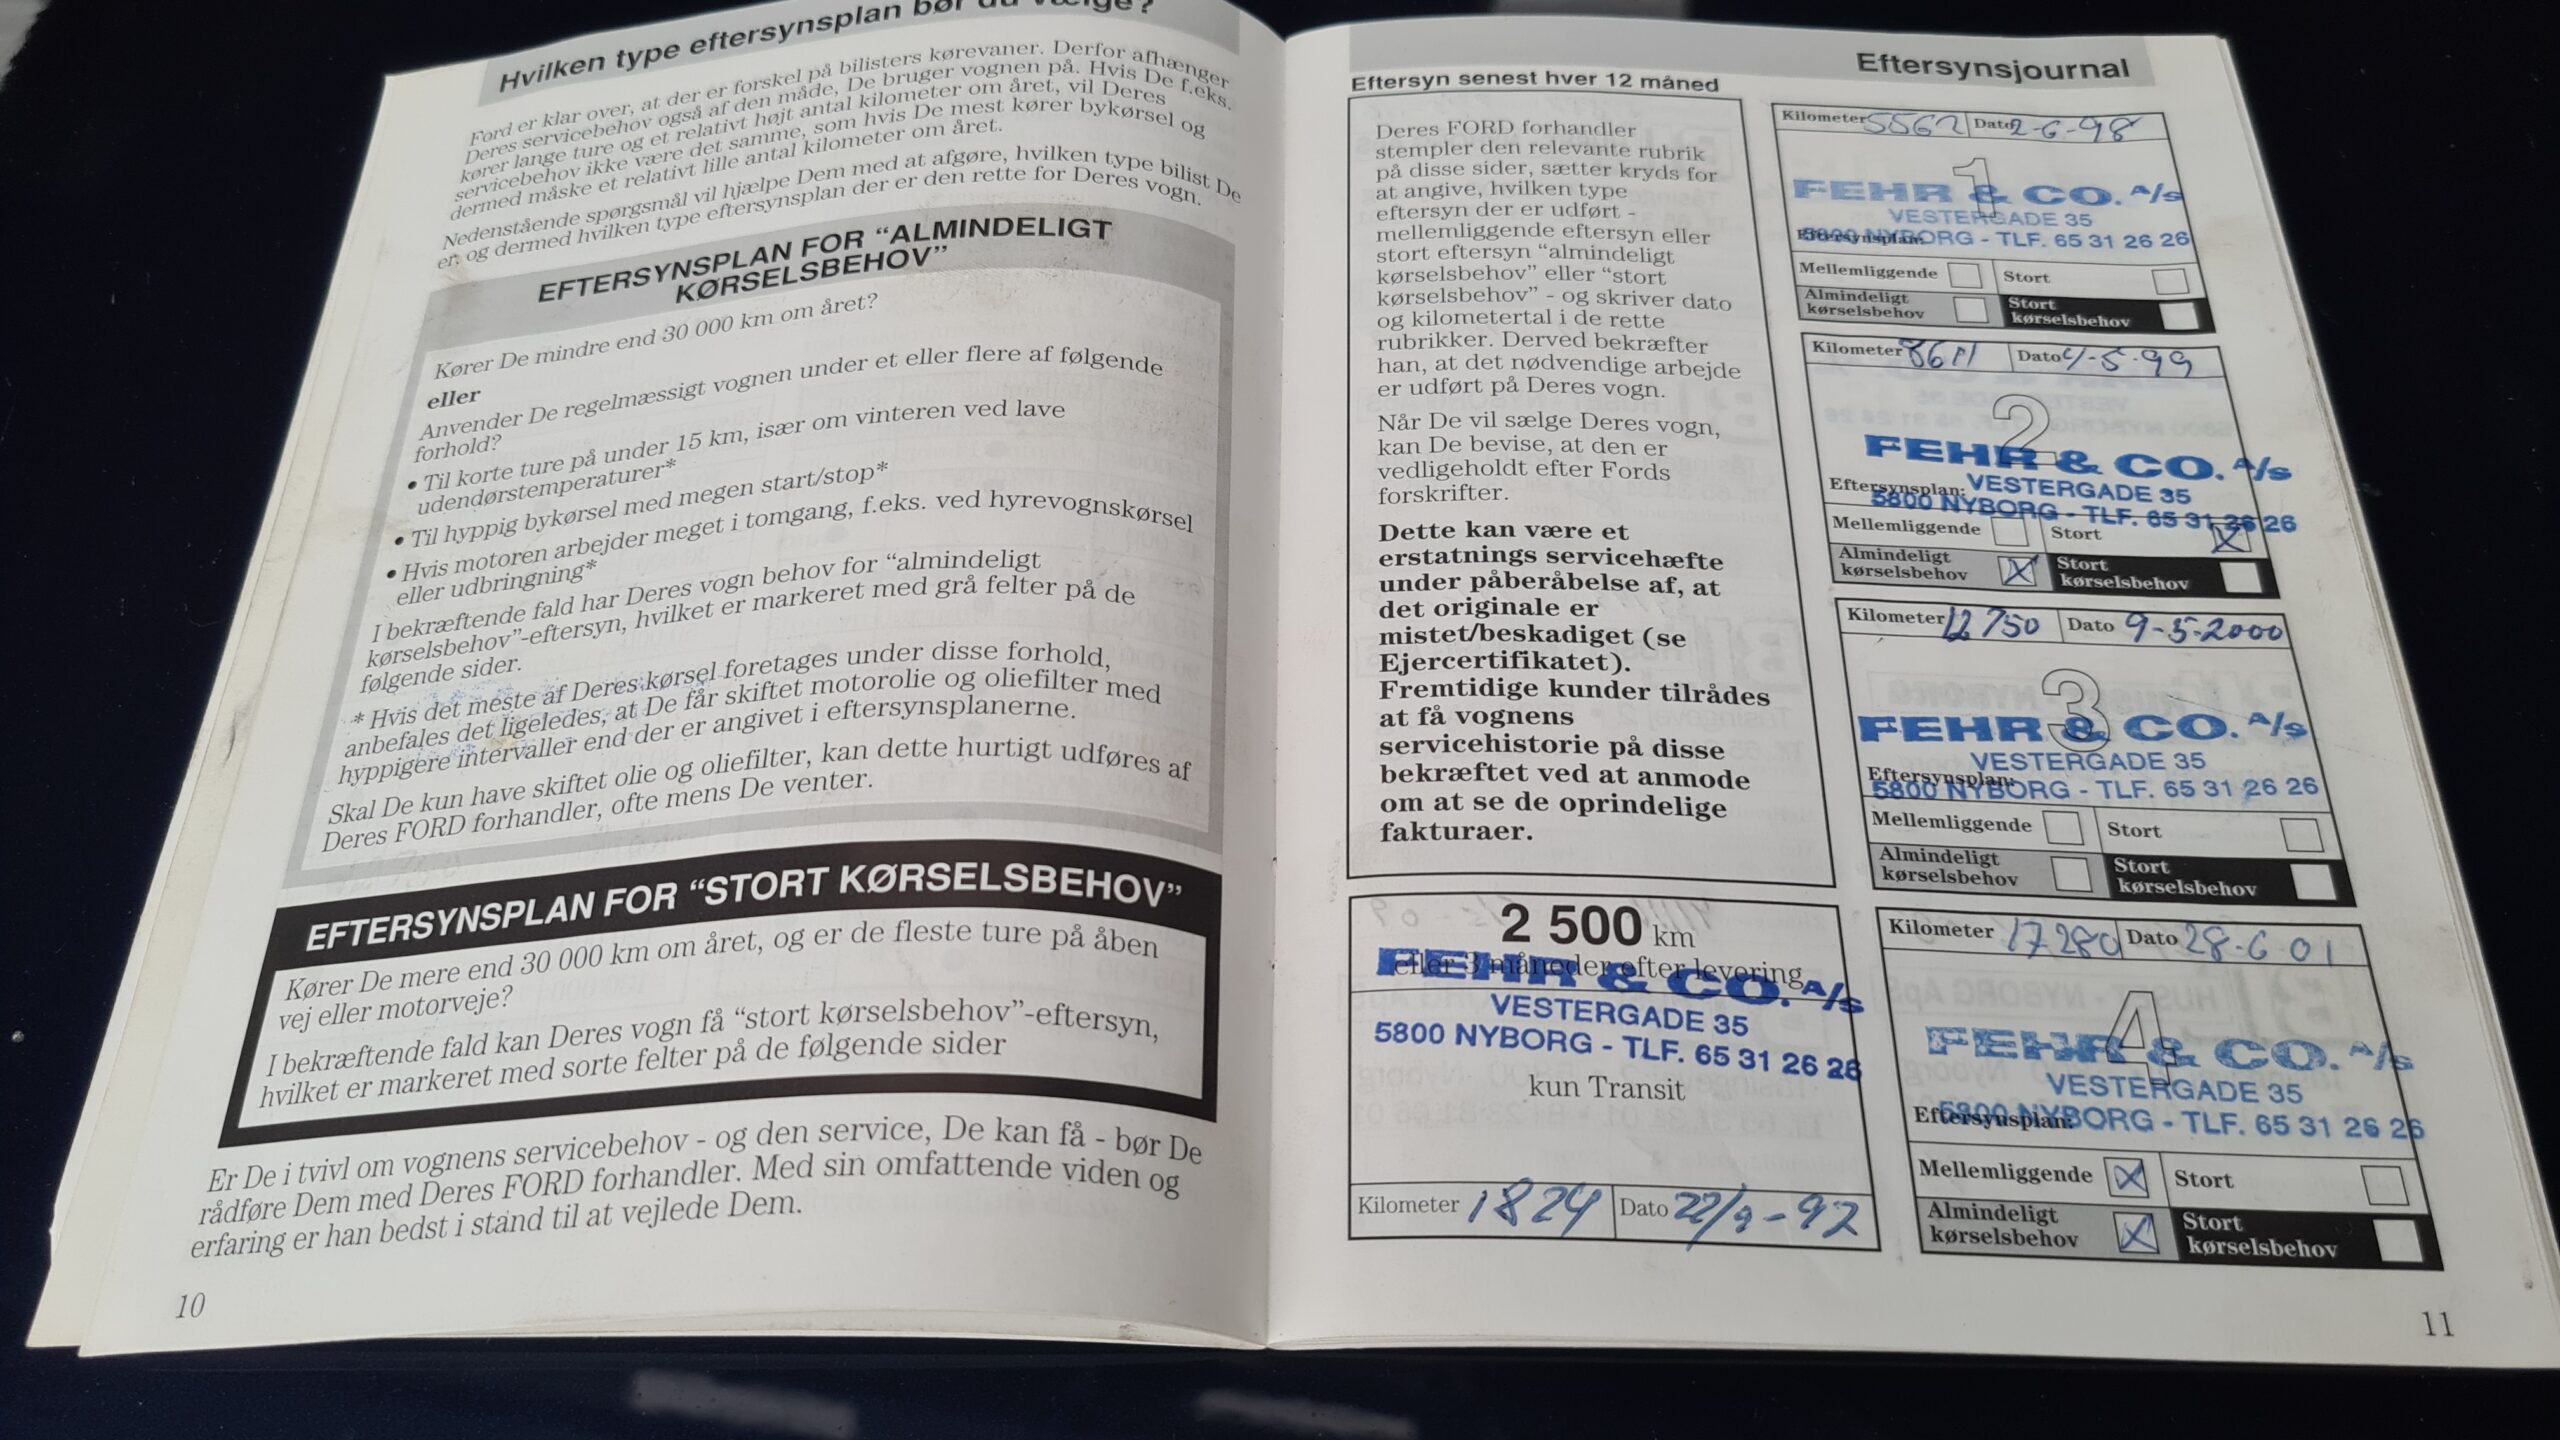 Hvilken type eftersynsplan bør du vælge?
Ford er klar over, at der er forskel på bilisters kørevaner. Derfor afhænger
Deres servicebehov også af den måde, De bruger vognen på. Hvis De f.eks.
kører lange ture og et relativt højt antal kilometer om året, vil Deres
servicebehov ikke være det samme, som hvis De mest kører bykørsel og
dermed måske et relativt lille antal kilometer om året.
Nedenstående spørgsmål vil hjælpe Dem med at afgøre, hvilken type bilist De
er, og dermed hvilken type eftersynsplan der er den rette for Deres vogn.
EFTERSYNSPLAN FOR “ALMINDELIGT
KØRSELSBEHOV”
Kører De mindre end 30 000 km om året?
eller
Anvender De regelmæssigt vognen under et eller flere af følgende
forhold?
• Til korte ture på under 15 km, især om vinteren ved lave
udendørstemperaturer*
• Til hyppig bykørsel med megen start/stop*
• Hvis motoren arbejder meget i tomgang, f.eks. ved hyrevognskørsel
eller udbringning*
I bekræftende fald har Deres vogn behov for “almindeligt
kørselsbehov”-eftersyn, hvilket er markeret med grå felter på de
følgende sider.
* Hvis det meste af Deres kørsel foretages under disse forhold,
anbefales det ligeledes, at De får skiftet motorolie og oliefilter med
hyppigere intervaller end der er angivet i eftersynsplanerne.
Skal De kun have skiftet olie og oliefilter, kan dette hurtigt udføres af
Deres FORD forhandler, ofte mens De venter.
EFTERSYNSPLAN FOR “STORT KØRSELSBEHOV”
Kører De mere end 30 000 km om året, og er de fleste ture på åben
vej eller motorveje?
I bekræftende fald kan Deres vogn få “stort kørselsbehov”-eftersyn,
hvilket er markeret med sorte felter på de følgende sider
Er De i tvivl om vognens servicebehov - og den service, De kan få - bør De
rådføre Dem med Deres FORD forhandler. Med sin omfattende viden og
erfaring er han bedst i stand til at vejlede Dem.
10
Eftersynsjournal
Eftersyn senest hver 12 måned
Deres FORD forhandler
stempler den relevante rubrik
på disse sider, sætter kryds for
at angive, hvilken type
eftersyn der er udført -
mellemliggende eftersyn eller
stort eftersyn “almindeligt
kørselsbehov” eller “stort
kørselsbehov” - og skriver dato
og kilometertal i de rette
rubrikker. Derved bekræfter
han, at det nødvendige arbejde
er udført på Deres vogn.
Når De vil sælge Deres vogn,
kan De bevise, at den er
vedligeholdt efter Fords
forskrifter.
Dette kan være et
erstatnings servicehæfte
under påberåbelse af, at
det originale er
mistet/beskadiget (se
Ejercertifikatet).
Fremtidige kunder tilrådes
at få vognens
servicehistorie på disse
bekræftet ved at anmode
om at se de oprindelige
fakturaer.
2 500 km
eller 3 måneder efter levering
FEHR & CO. A/S
VESTERGADE 35
5800 NYBORG - TLF. 65 31 26 26
kun Transit
Kilometer 1824 Dato 22/9-97
Kilometer 5562 Dato 2-6-98
1
FEHR & CO. A/S
VESTERGADE 35
5800 NYBORG - TLF. 65 31 26 26
Eftersynsplan:
Mellemliggende Stort
Almindeligt kørselsbehov Stort kørselsbehov
Kilometer 8611 Dato 4-5-99
2
FEHR & CO. A/S
Eftersynsplan: VESTERGADE 35
5800 NYBORG - TLF. 65 31 26 26
Mellemliggende Stort X
Almindeligt kørselsbehov X Stort kørselsbehov
Kilometer 12750 Dato 9-5-2000
3
FEHR & CO. A/S
VESTERGADE 35
Eftersynsplan:
5800 NYBORG - TLF. 65 31 26 26
Mellemliggende Stort
Almindeligt kørselsbehov Stort kørselsbehov
Kilometer 17280 Dato 28-6 01
4
FEHR & CO. A/S
VESTERGADE 35
Eftersynsplan:
5800 NYBORG - TLF. 65 31 26 26
Mellemliggende X Stort
Almindeligt kørselsbehov X Stort kørselsbehov
11